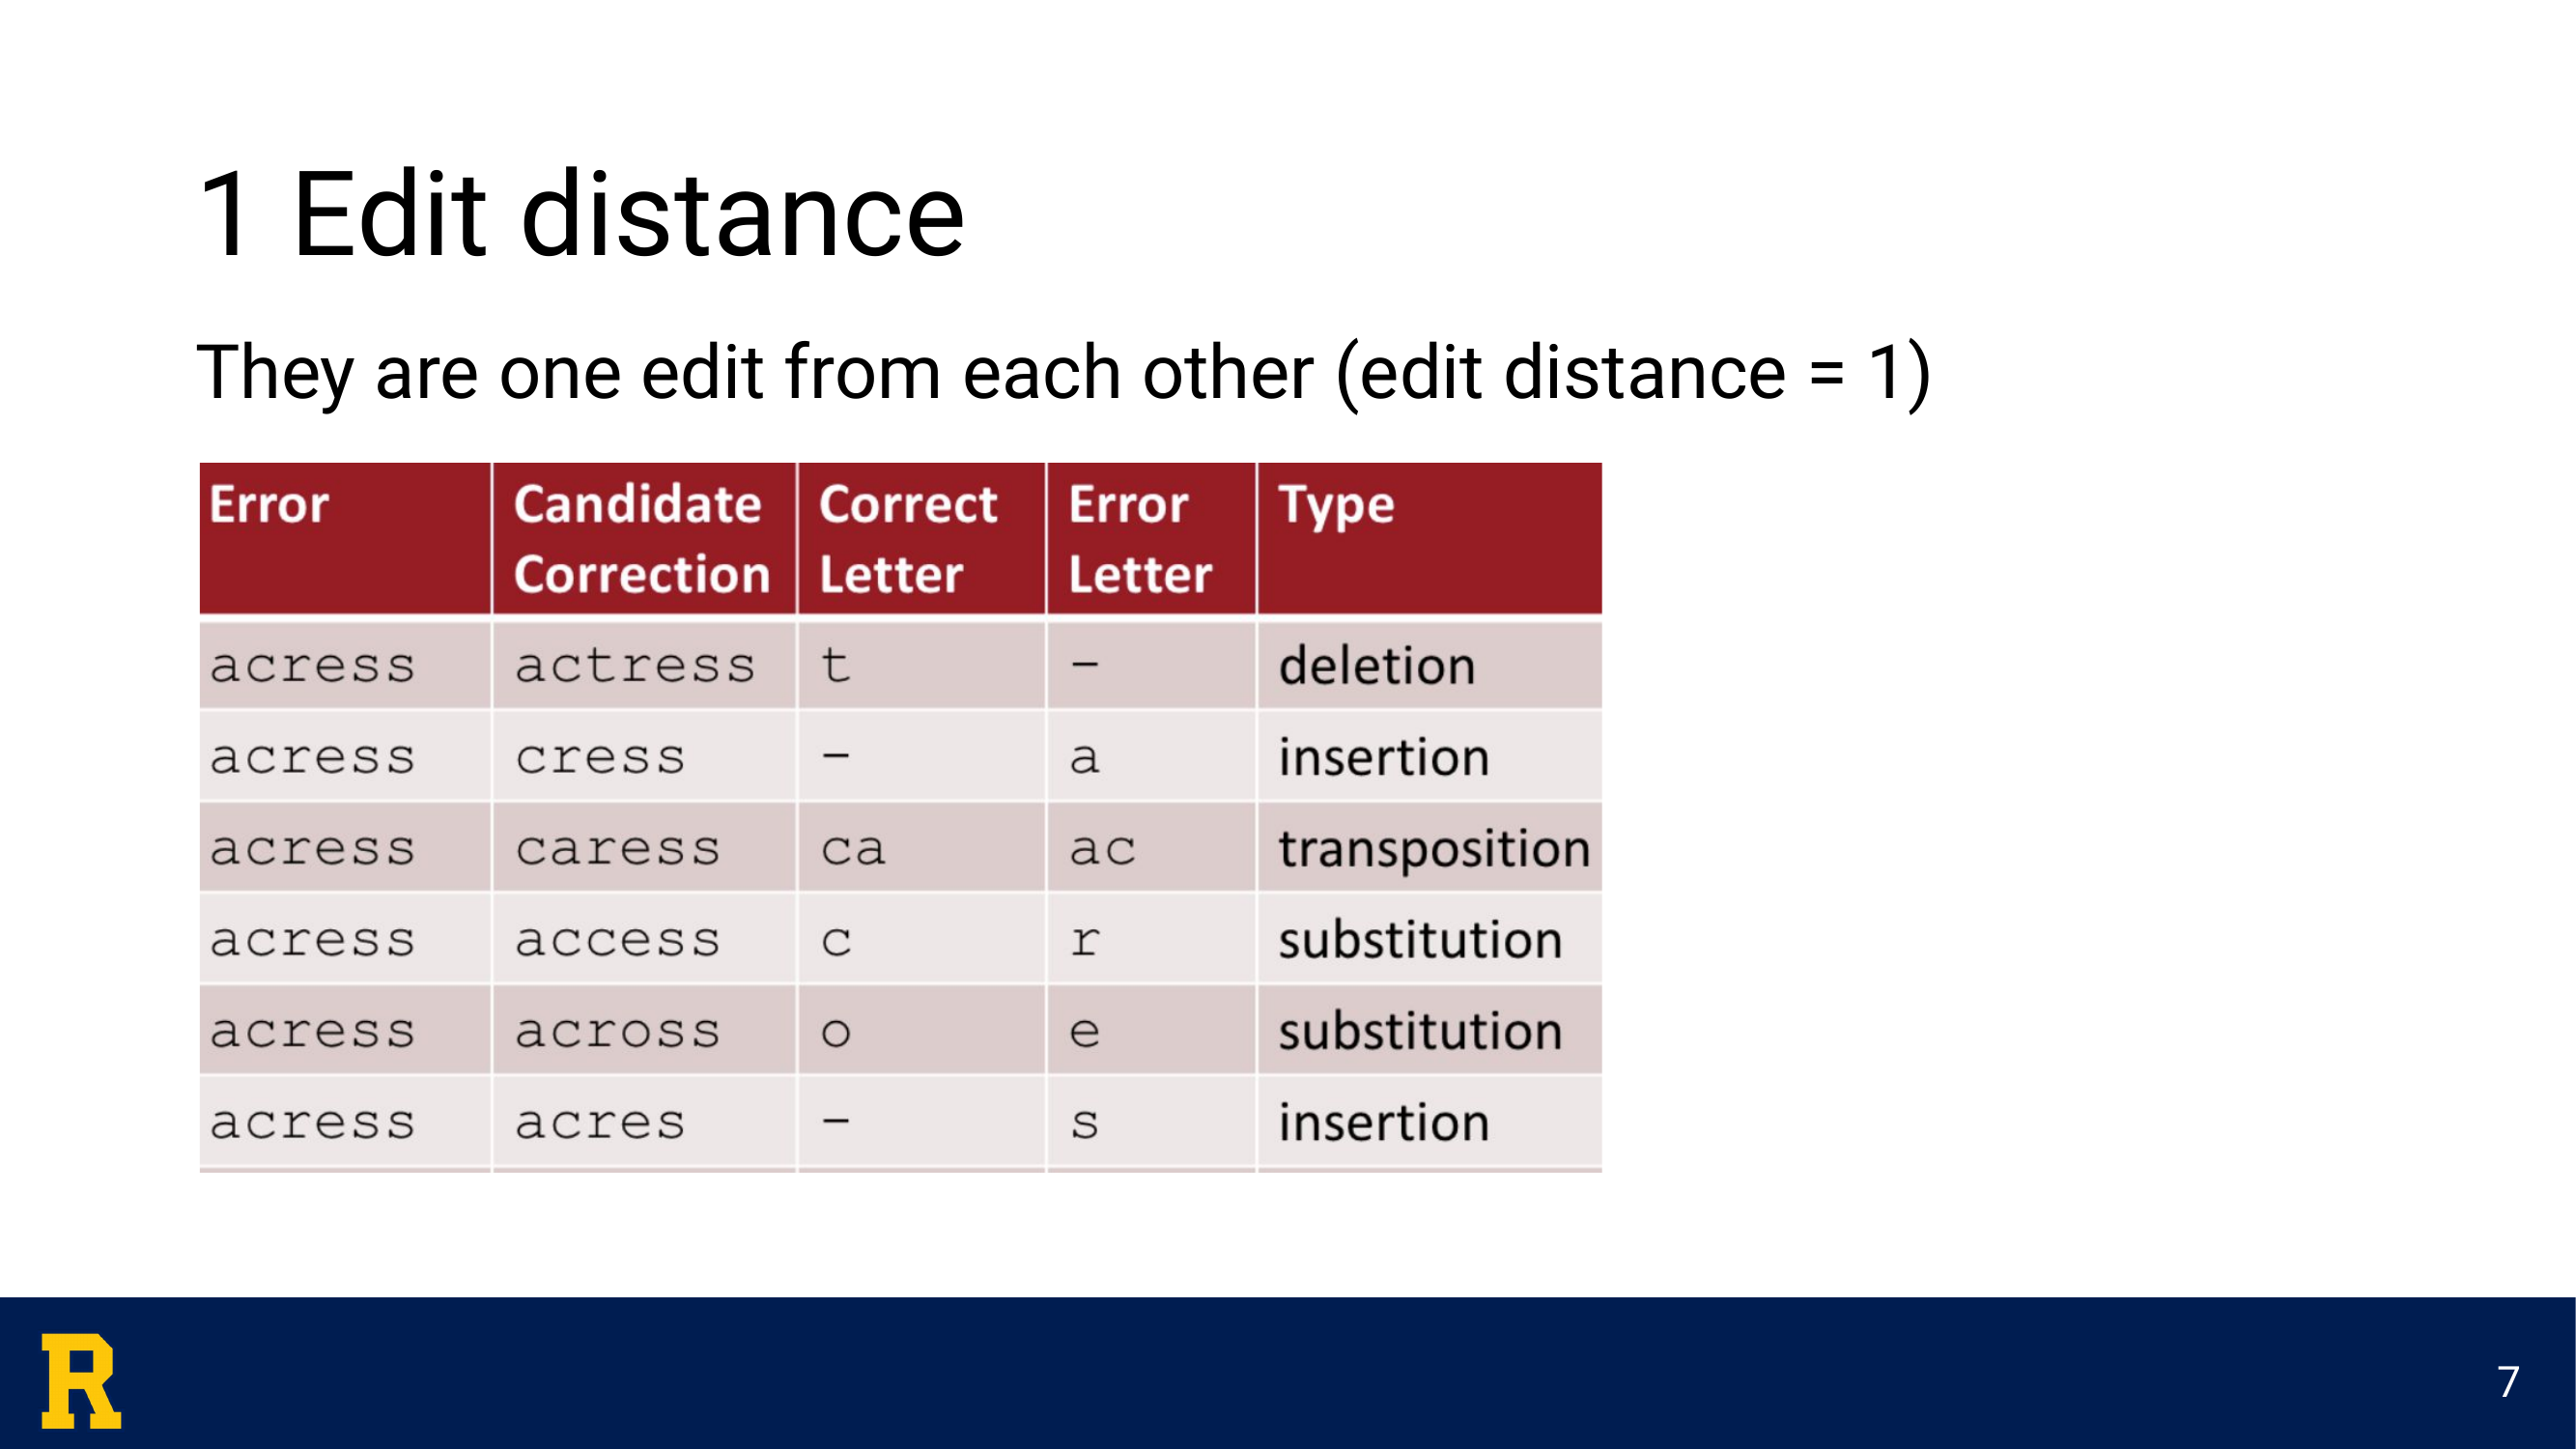 1 Edit distance
They are one edit from each other (edit distance = 1)
Error Candidate Correction Correct Letter Error Letter Type
acress actress t - deletion
acress cress - a insertion
acress caress ca ac transposition
acress access c r substitution
acress across o e substitution
acress acres - s insertion
R
7